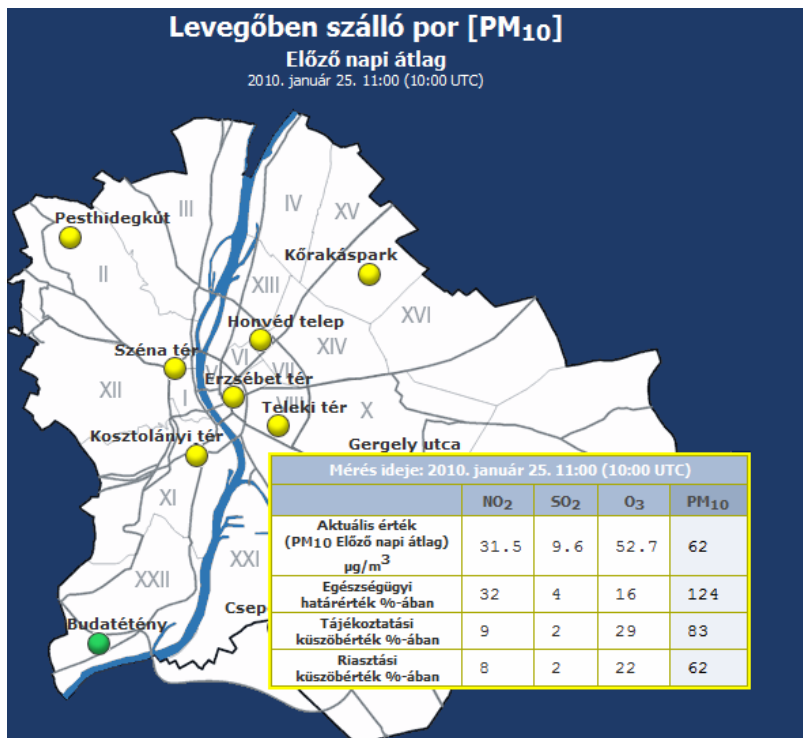 Levegőben szálló por [PM10]
Előző napi átlag
2010. január 25. 11:00 (10:00 UTC)
Pesthidegkút
III
IV
XV
II
Kőrakáspark
XIII
XVI
Honvéd telep
XIV
Széna tér
VI
VII
V
XII
Erzsébet tér
I
VIII
Teleki tér
X
Kosztolányi tér
Gergely utca
XI
XXI
XXII
Csepe
Budatétény
Mérés ideje: 2010. január 25. 11:00 (10:00 UTC)
NO2 SO2 O3 PM10
Aktuális érték
(PM10 Előző napi átlag)
µg/m3
31.5 9.6 52.7 62
Egészségügyi
határérték %-ában
32 4 16 124
Tájékoztatási
küszöbérték %-ában
9 2 29 83
Riasztási
küszöbérték %-ában
8 2 22 62